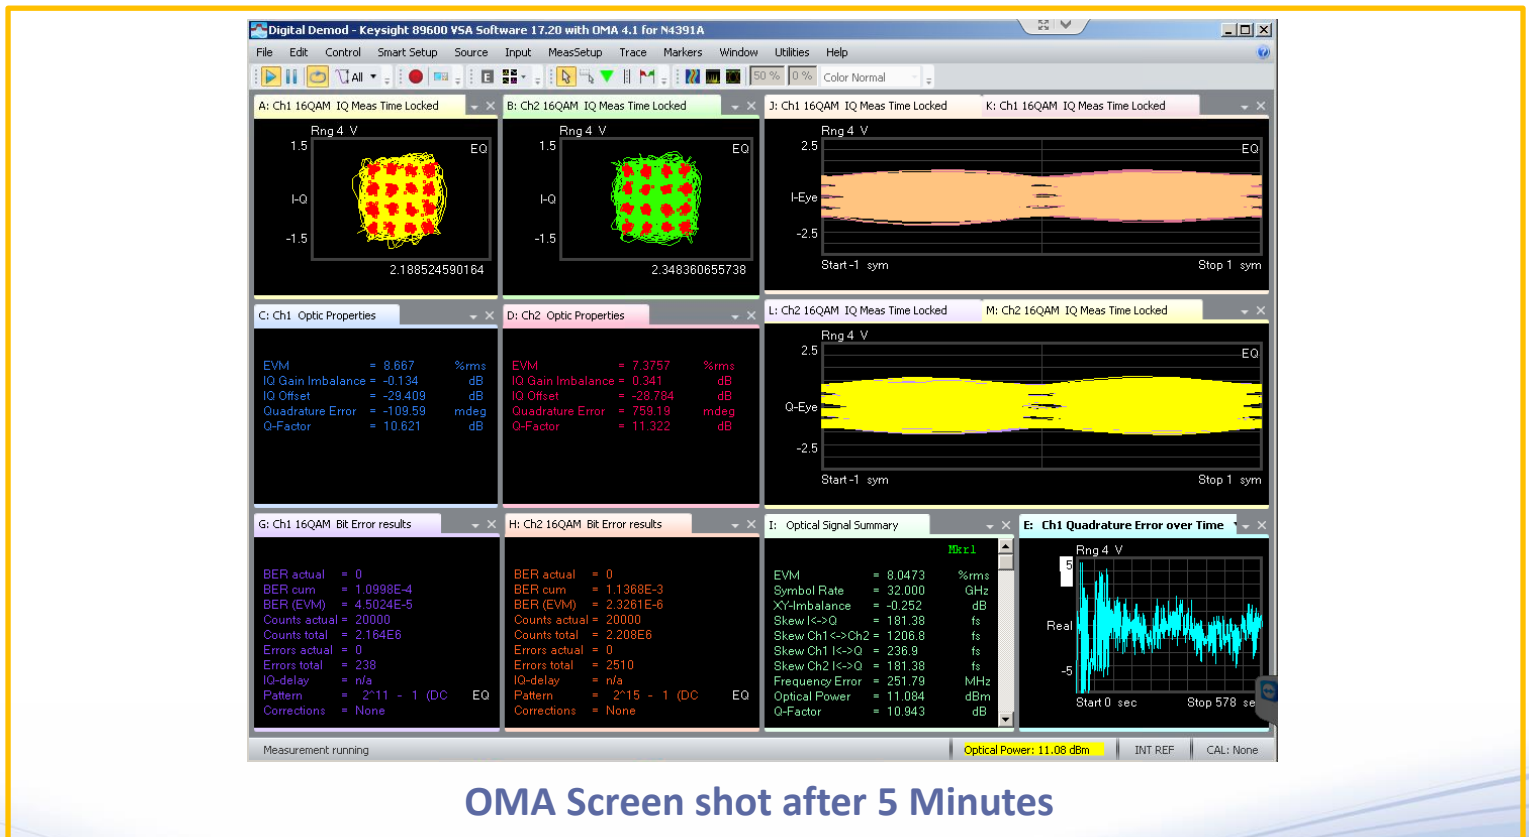 Digital Demod - Keysight 89600 VSA Software 17.20 with OMA 4.1 for N4391A
File Edit Control Smart Setup Source Input MeasSetup Trace Markers Window Utilities Help
All E 50 % 0 % Color Normal
A: Ch1 16QAM IQ Meas Time Locked
Rng 4 V
1.5
EQ
I-Q
-1.5
2.188524590164
B: Ch2 16QAM IQ Meas Time Locked
Rng 4 V
1.5
EQ
I-Q
-1.5
2.348360655738
J: Ch1 16QAM IQ Meas Time Locked K: Ch1 16QAM IQ Meas Time Locked
Rng 4 V
2.5
EQ
I-Eye
-2.5
Start -1 sym Stop 1 sym
C: Ch1 Optic Properties
EVM = 8.667 %rms
IQ Gain Imbalance = -0.134 dB
IQ Offset = -29.409 dB
Quadrature Error = -109.59 mdeg
Q-Factor = 10.621 dB
D: Ch2 Optic Properties
EVM = 7.3757 %rms
IQ Gain Imbalance = 0.341 dB
IQ Offset = -28.784 dB
Quadrature Error = 759.19 mdeg
Q-Factor = 11.322 dB
L: Ch2 16QAM IQ Meas Time Locked M: Ch2 16QAM IQ Meas Time Locked
Rng 4 V
2.5
EQ
Q-Eye
-2.5
Start -1 sym Stop 1 sym
G: Ch1 16QAM Bit Error results
BER actual = 0
BER cum = 1.0998E-4
BER (EVM) = 4.5024E-5
Counts actual = 20000
Counts total = 2.164E6
Errors actual = 0
Errors total = 238
IQ-delay = n/a
Pattern = 2^11 - 1 (DC EQ
Corrections = None
H: Ch2 16QAM Bit Error results
BER actual = 0
BER cum = 1.1368E-3
BER (EVM) = 2.3261E-6
Counts actual = 20000
Counts total = 2.208E6
Errors actual = 0
Errors total = 2510
IQ-delay = n/a
Pattern = 2^15 - 1 (DC EQ
Corrections = None
I: Optical Signal Summary
Mkr1
EVM = 8.0473 %rms
Symbol Rate = 32.000 GHz
XY-Imbalance = -0.252 dB
Skew I<->Q = 181.38 fs
Skew Ch1<->Ch2 = 1206.8 fs
Skew Ch1 I<->Q = 236.9 fs
Skew Ch2 I<->Q = 181.38 fs
Frequency Error = 251.79 MHz
Optical Power = 11.084 dBm
Q-Factor = 10.943 dB
E: Ch1 Quadrature Error over Time
Rng 4 V
5
Real
-5
Start 0 sec Stop 578 se
Measurement running Optical Power: 11.08 dBm INT REF CAL: None
OMA Screen shot after 5 Minutes